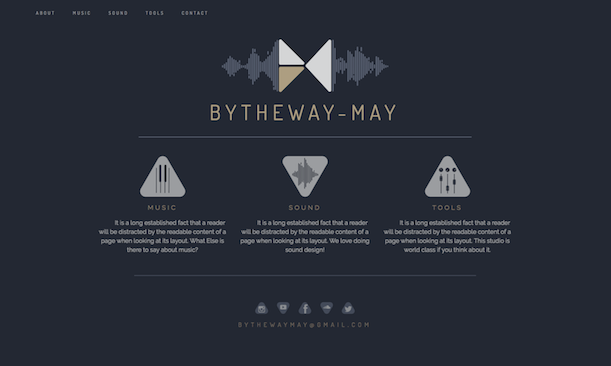 ABOUT MUSIC SOUND TOOLS CONTACT
BYTHEWAY-MAY
MUSIC
It is a long established fact that a reader
will be distracted by the readable content of a
page when looking at its layout. What Else is
there to say about music?
SOUND
It is a long established fact that a reader
will be distracted by the readable content of a
page when looking at its layout. We love doing
sound design!
TOOLS
It is a long established fact that a reader
will be distracted by the readable content of a
page when looking at its layout. This studio is
world class if you think about it.
BYTHEWAYMAY@GMAIL.COM